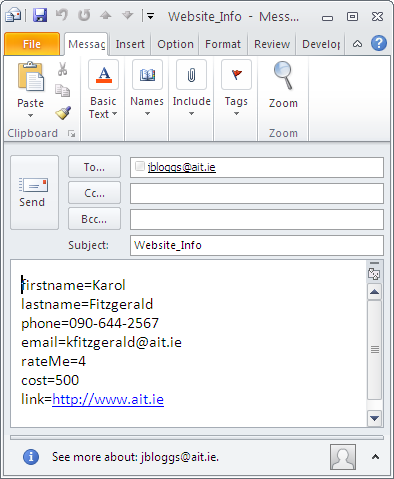 Website_Info - Mess...
File Messag Insert Option Format Review Develop
Paste
Clipboard
Basic Text
Names
Include
Tags
Zoom
Zoom
Send
To... jbloggs@ait.ie
Cc...
Bcc...
Subject: Website_Info
firstname=Karol
lastname=Fitzgerald
phone=090-644-2567
email=kfitzgerald@ait.ie
rateMe=4
cost=500
link=http://www.ait.ie
See more about: jbloggs@ait.ie.